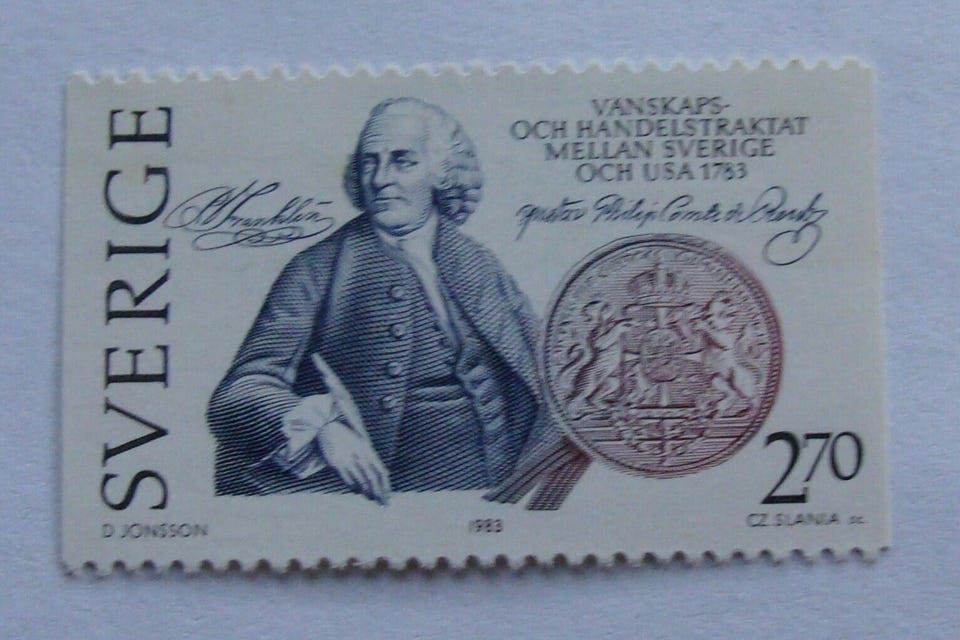 SVERIGE
VÄNSKAPS-
OCH HANDELSTRAKTAT
MELLAN SVERIGE
OCH USA 1783
B Franklin
Gustav Philip Comte de Creutz
2.70
D. JONSSON
1983
CZ. SLANIA sc.